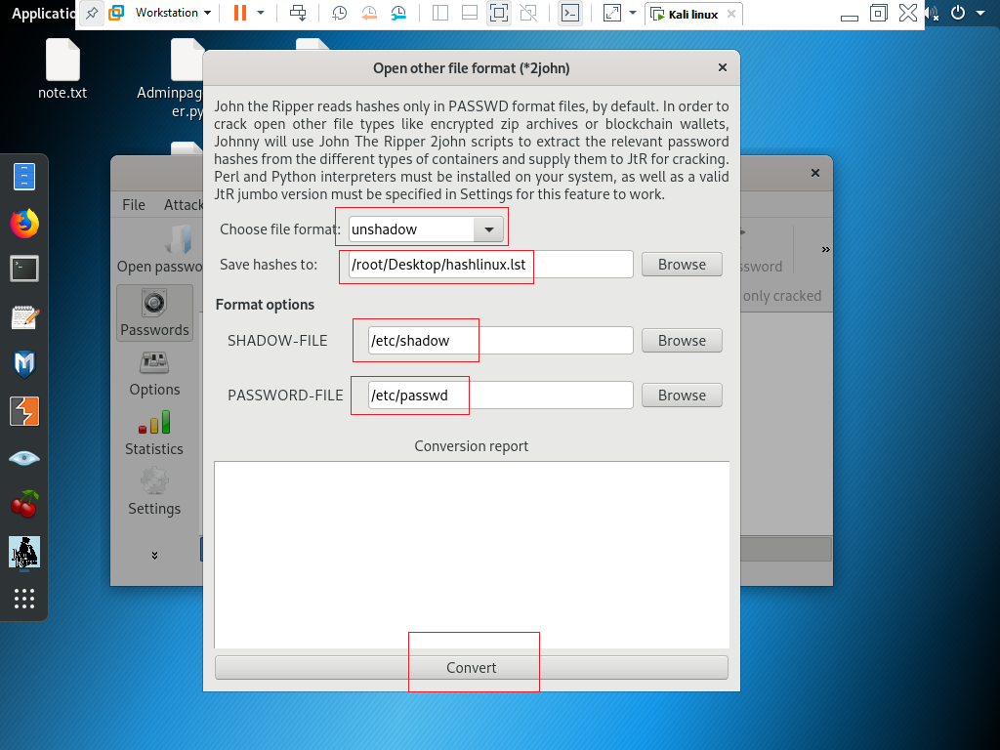 Applicatio
Workstation
Kali linux
note.txt
Adminpag
er.py
Open other file format (*2john)
John the Ripper reads hashes only in PASSWD format files, by default. In order to
crack open other file types like encrypted zip archives or blockchain wallets,
Johnny will use John The Ripper 2john scripts to extract the relevant password
hashes from the different types of containers and supply them to JtR for cracking.
Perl and Python interpreters must be installed on your system, as well as a valid
JtR jumbo version must be specified in Settings for this feature to work.
File Attack
Choose file format: unshadow
Open passwo
Save hashes to: /root/Desktop/hashlinux.lst Browse
ssword
only cracked
Format options
Passwords
SHADOW-FILE /etc/shadow Browse
Options
PASSWORD-FILE /etc/passwd Browse
Statistics
Conversion report
Settings
Convert